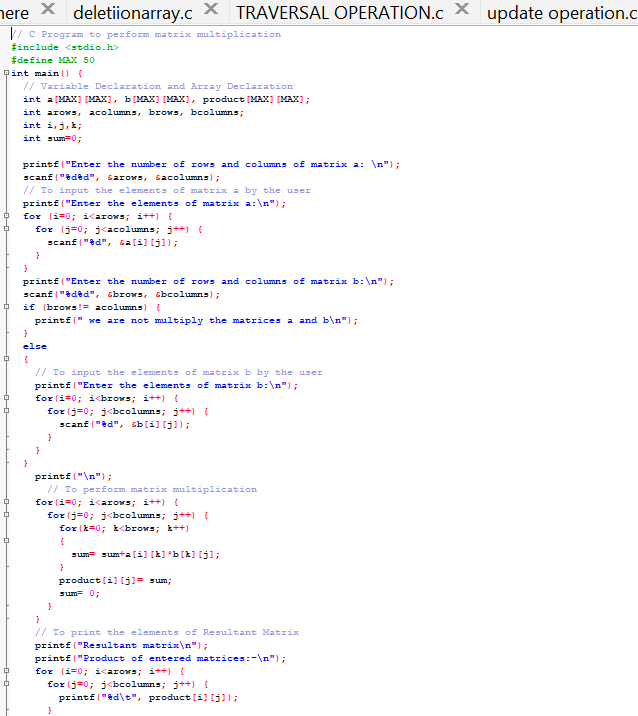 here deletiionarray.c TRAVERSAL OPERATION.c update operation.c
// C Program to perform matrix multiplication
#include <stdio.h>
#define MAX 50
int main() {
// Variable Declaration and Array Declaration
int a[MAX][MAX], b[MAX][MAX], product[MAX][MAX];
int arows, acolumns, brows, bcolumns;
int i,j,k;
int sum=0;
printf("Enter the number of rows and columns of matrix a: \n");
scanf("%d%d", &arows, &acolumns);
// To input the elements of matrix a by the user
printf("Enter the elements of matrix a:\n");
for (i=0; i<arows; i++) {
for (j=0; j<acolumns; j++) {
scanf("%d", &a[i][j]);
}
}
printf("Enter the number of rows and columns of matrix b:\n");
scanf("%d%d", &brows, &bcolumns);
if (brows!= acolumns) {
printf(" we are not multiply the matrices a and b\n");
}
else
{
// To input the elements of matrix b by the user
printf("Enter the elements of matrix b:\n");
for(i=0; i<brows; i++) {
for(j=0; j<bcolumns; j++) {
scanf("%d", &b[i][j]);
}
}
}
printf("\n");
// To perform matrix multiplication
for(i=0; i<arows; i++) {
for(j=0; j<bcolumns; j++) {
for(k=0; k<brows; k++)
{
sum= sum+a[i][k]*b[k][j];
}
product[i][j]= sum;
sum= 0;
}
}
// To print the elements of Resultant Matrix
printf("Resultant matrix\n");
printf("Product of entered matrices:-\n");
for (i=0; i<arows; i++) {
for(j=0; j<bcolumns; j++) {
printf("%d\t", product[i][j]);
}